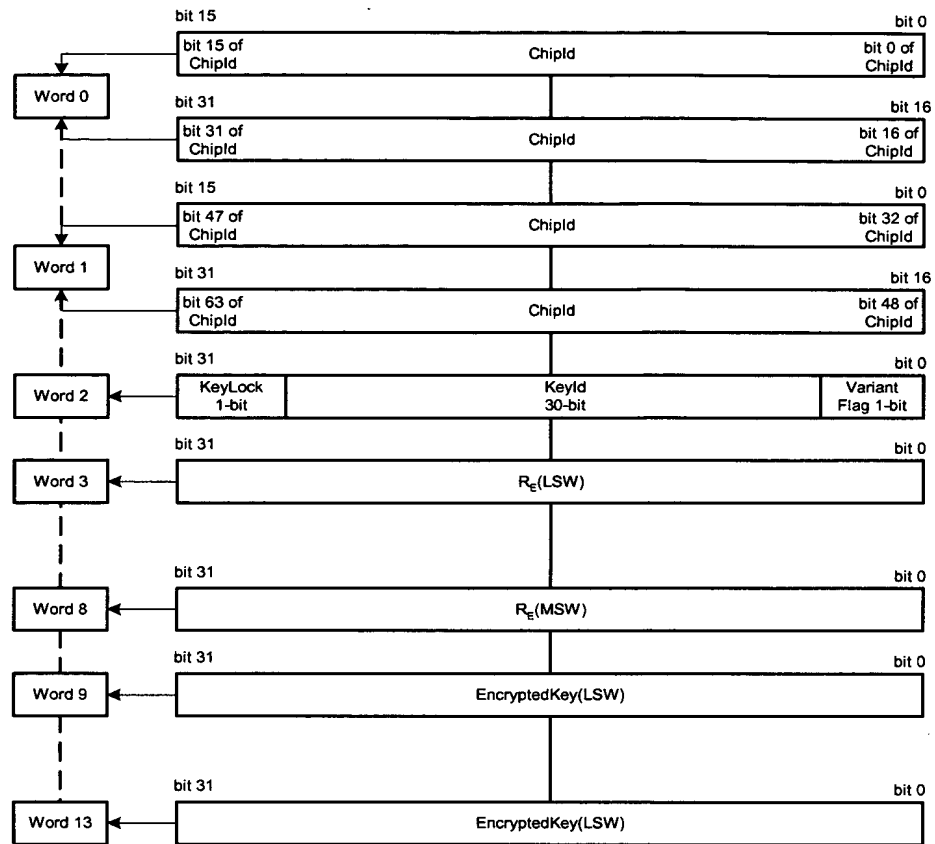 bit 15 bit 0
bit 15 of ChipId ChipId bit 0 of ChipId
Word 0
bit 31 bit 16
bit 31 of ChipId ChipId bit 16 of ChipId
bit 15 bit 0
bit 47 of ChipId ChipId bit 32 of ChipId
Word 1
bit 31 bit 16
bit 63 of ChipId ChipId bit 48 of ChipId
bit 31 bit 0
Word 2 KeyLock 1-bit KeyId 30-bit Variant Flag 1-bit
bit 31 bit 0
Word 3 RE(LSW)
bit 31 bit 0
Word 8 RE(MSW)
bit 31 bit 0
Word 9 EncryptedKey(LSW)
bit 31 bit 0
Word 13 EncryptedKey(LSW)